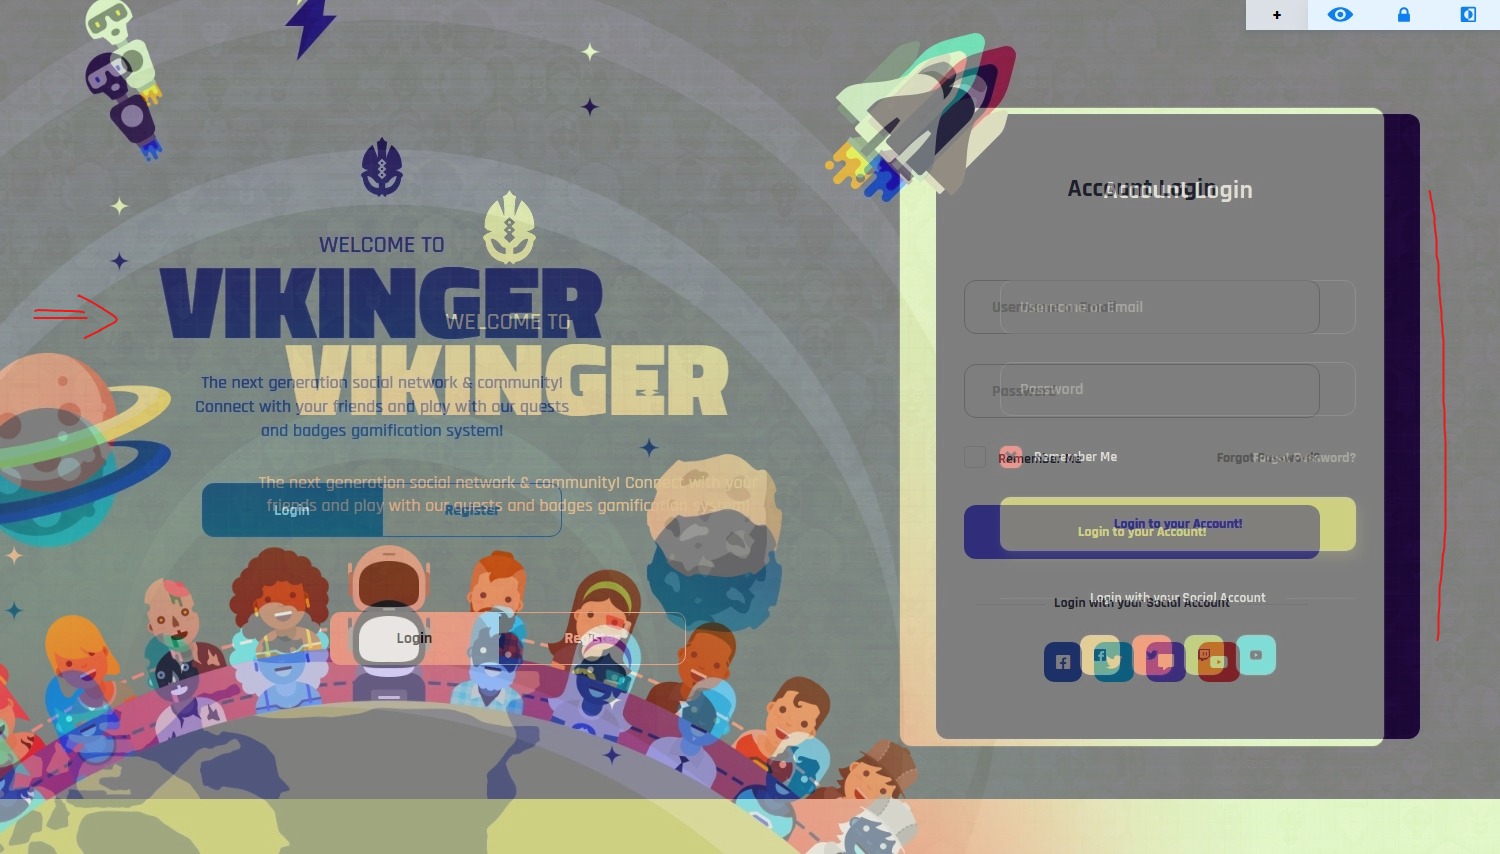 +
WELCOME TO
VIKINGER
WELCOME TO
VIKINGER
The next generation social network & community!
Connect with your friends and play with our quests
and badges gamification system!
The next generation social network & community! Connect with your
friends and play with our quests and badges gamification system!
Login
Register
Login
Register
Account Login
Account Login
Username or Email
Username or Email
Password
Password
Remember Me
Remember Me
Forgot Password?
Forgot Password?
Login to your Account!
Login to your Account!
Login with your Social Account
Login with your Social Account